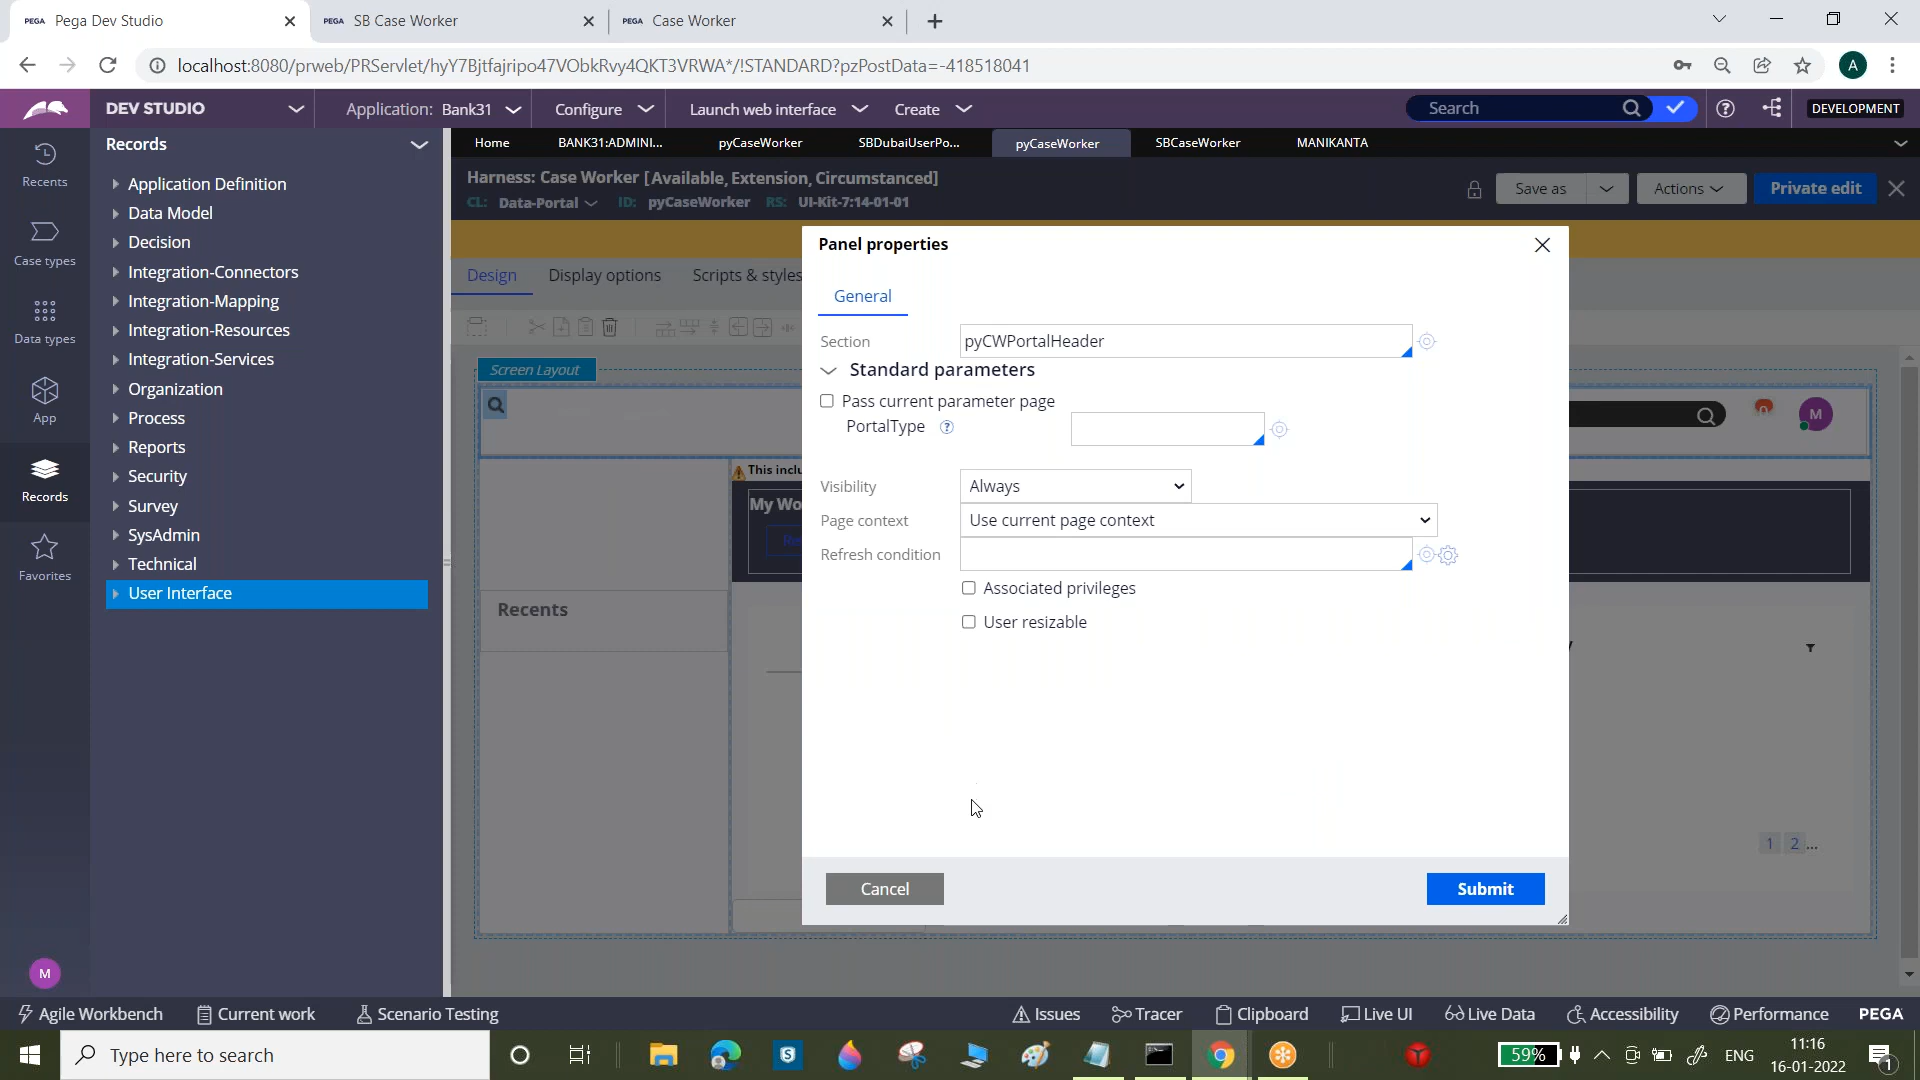 PEGA Pega Dev Studio
PEGA SB Case Worker
PEGA Case Worker
localhost:8080/prweb/PRServlet/hyY7Bjtfajripo47VObkRvy4QKT3VRWA*/!STANDARD?pzPostData=-418518041
A
DEV STUDIO
Application: Bank31
Configure
Launch web interface
Create
Search
DEVELOPMENT
Recents
Case types
Data types
App
Records
Favorites
M
Records
Application Definition
Data Model
Decision
Integration-Connectors
Integration-Mapping
Integration-Resources
Integration-Services
Organization
Process
Reports
Security
Survey
SysAdmin
Technical
User Interface
Home
BANK31:ADMINI...
pyCaseWorker
SBDubaiUserPo...
pyCaseWorker
SBCaseWorker
MANIKANTA
Harness: Case Worker [Available, Extension, Circumstanced]
CL: Data-Portal ID: pyCaseWorker RS: UI-Kit-7:14-01-01
Save as
Actions
Private edit
Design
Display options
Scripts & styles
Screen Layout
0
M
This inclu
My Wo
Re
Recents
1 2 ...
Panel properties
General
Section pyCWPortalHeader
Standard parameters
Pass current parameter page
PortalType
Visibility Always
Page context Use current page context
Refresh condition
Associated privileges
User resizable
Cancel
Submit
Agile Workbench
Current work
Scenario Testing
Issues
Tracer
Clipboard
Live UI
Live Data
Accessibility
Performance
PEGA
Type here to search
59%
ENG
11:16
16-01-2022
1